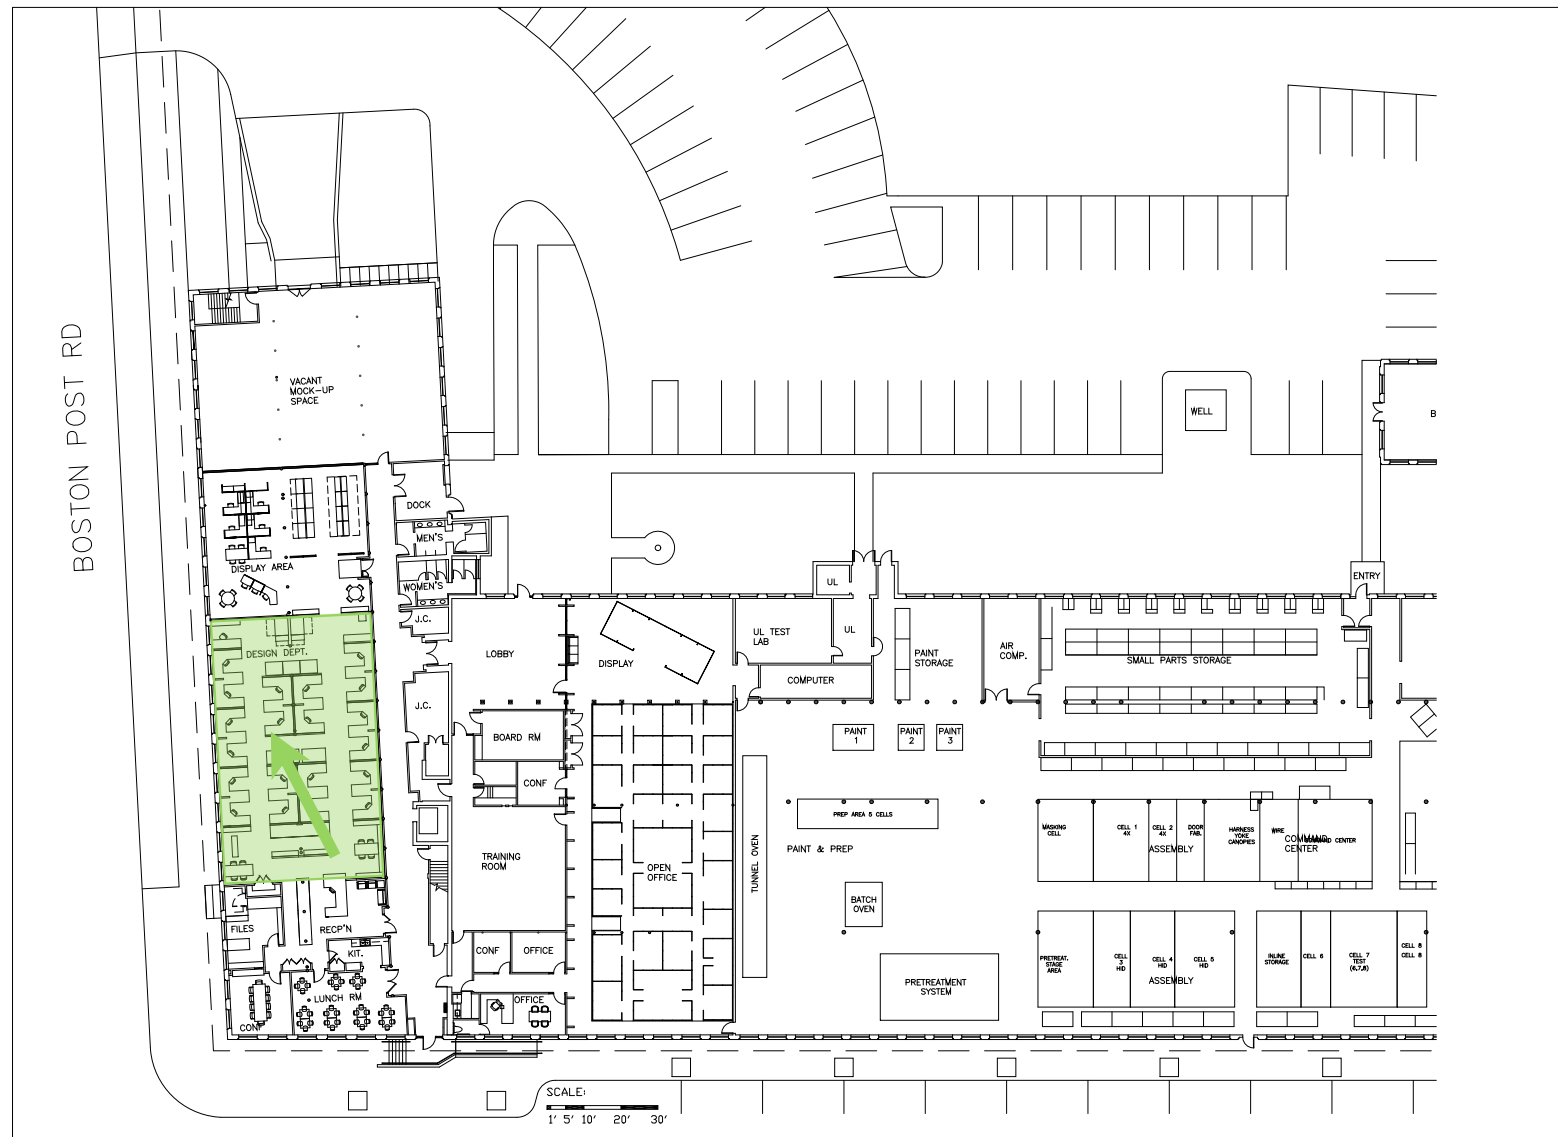 BOSTON POST RD
VACANT
MOCK-UP
SPACE
WELL
B
DOCK
MEN'S
DISPLAY AREA
WOMEN'S
UL
ENTRY
J.C.
UL TEST
LAB
UL
LOBBY
DISPLAY
PAINT
STORAGE
AIR
COMP.
SMALL PARTS STORAGE
DESIGN DEPT.
COMPUTER
J.C.
BOARD RM
PAINT
1
PAINT
2
PAINT
3
CONF
PREP AREA 5 CELLS
PAINT & PREP
TUNNEL OVEN
MASKING
CELL
CELL 1
4X
CELL 2
4X
DOOR
FAB.
HARNESS
YOKE
CANOPIES
WIRE
COMMAND
CENTER
COMMAND CENTER
ASSEMBLY
TRAINING
ROOM
OPEN
OFFICE
BATCH
OVEN
FILES
RECP'N
KIT.
CONF
OFFICE
PRETREAT.
STAGE
AREA
CELL
3
HID
CELL 4
HID
CELL 5
HID
INLINE
STORAGE
CELL 6
CELL 7
TEST
(6,7,8)
CELL 8
CELL 8
ASSEMBLY
PRETREATMENT
SYSTEM
LUNCH RM
OFFICE
CONF
SCALE:
1' 5' 10' 20' 30'